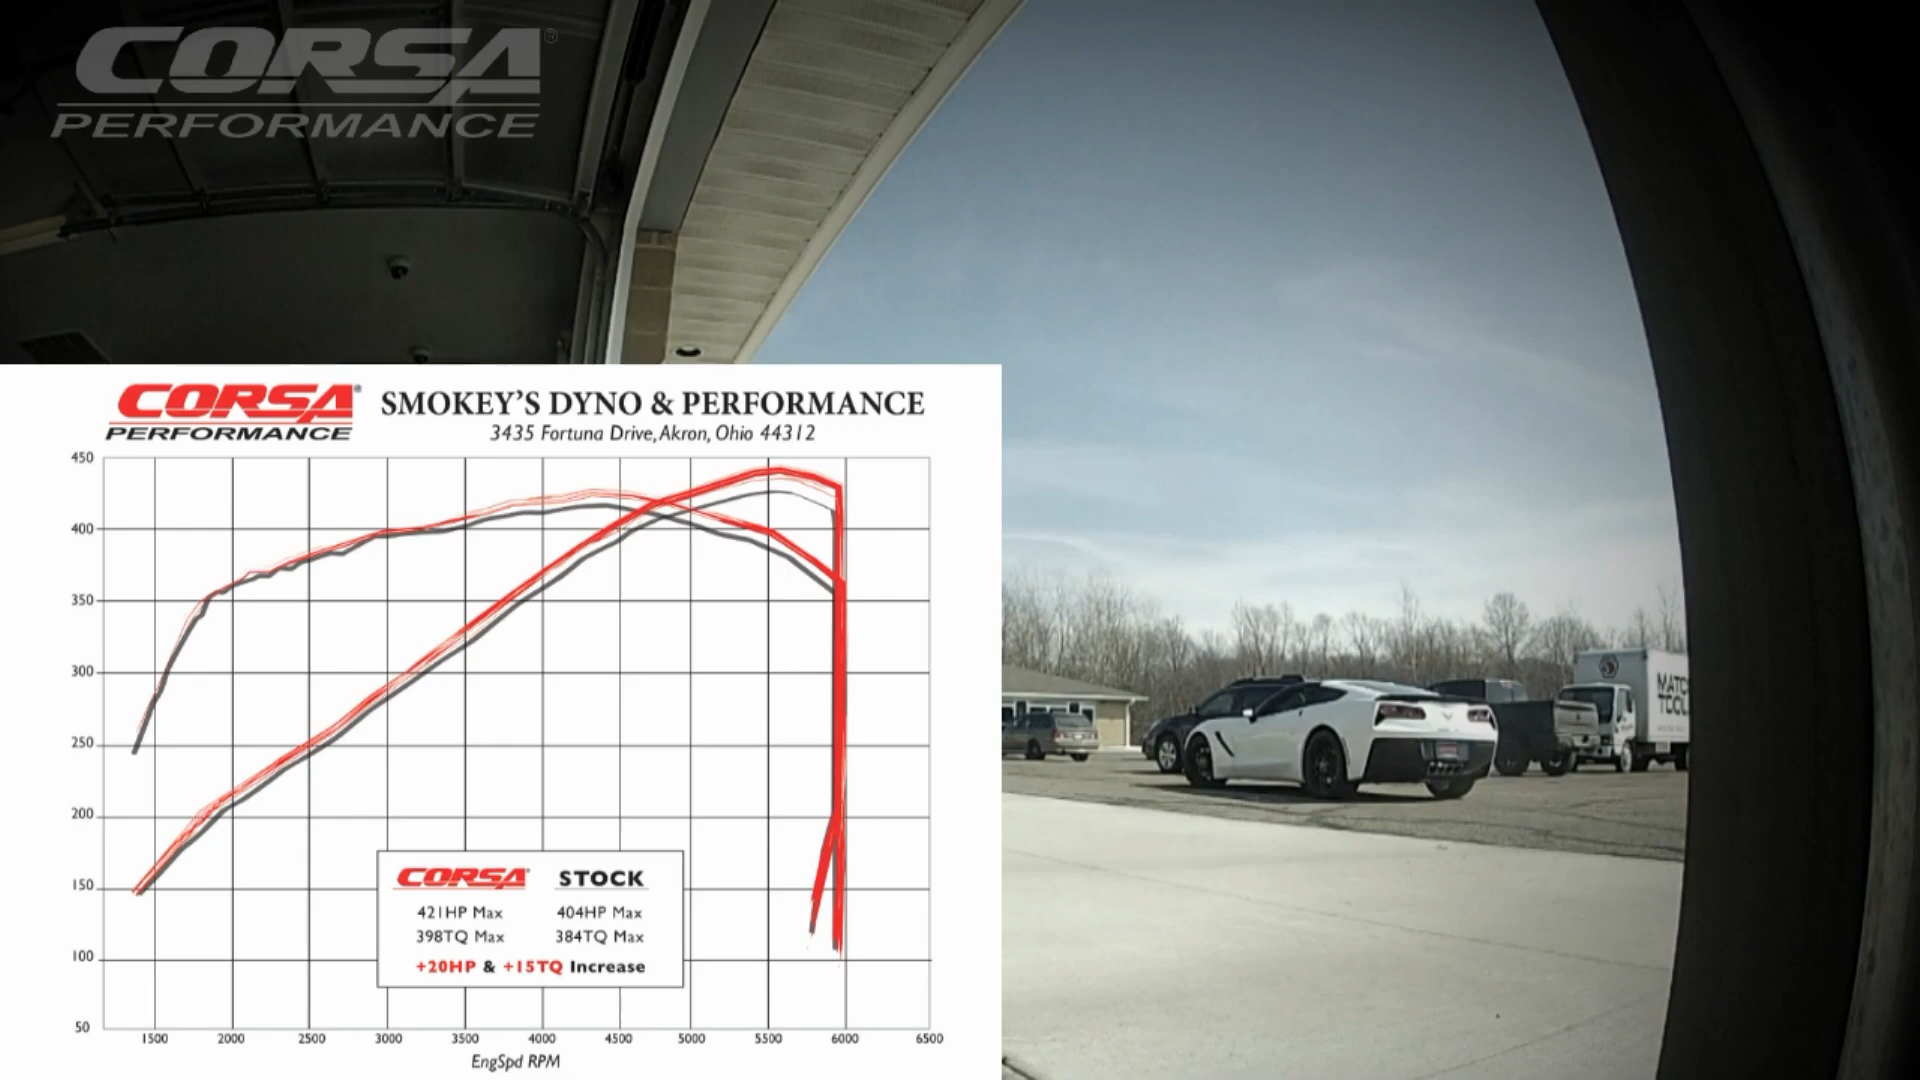 CORSA®
PERFORMANCE
CORSA®
PERFORMANCE
SMOKEY'S DYNO & PERFORMANCE
3435 Fortuna Drive, Akron, Ohio 44312
450
400
350
300
250
200
150
100
50
CORSA STOCK
421HP Max 404HP Max
398TQ Max 384TQ Max
+20HP & +15TQ Increase
1500 2000 2500 3000 3500 4000 4500 5000 5500 6000 6500
EngSpd RPM
MATC
TOOL